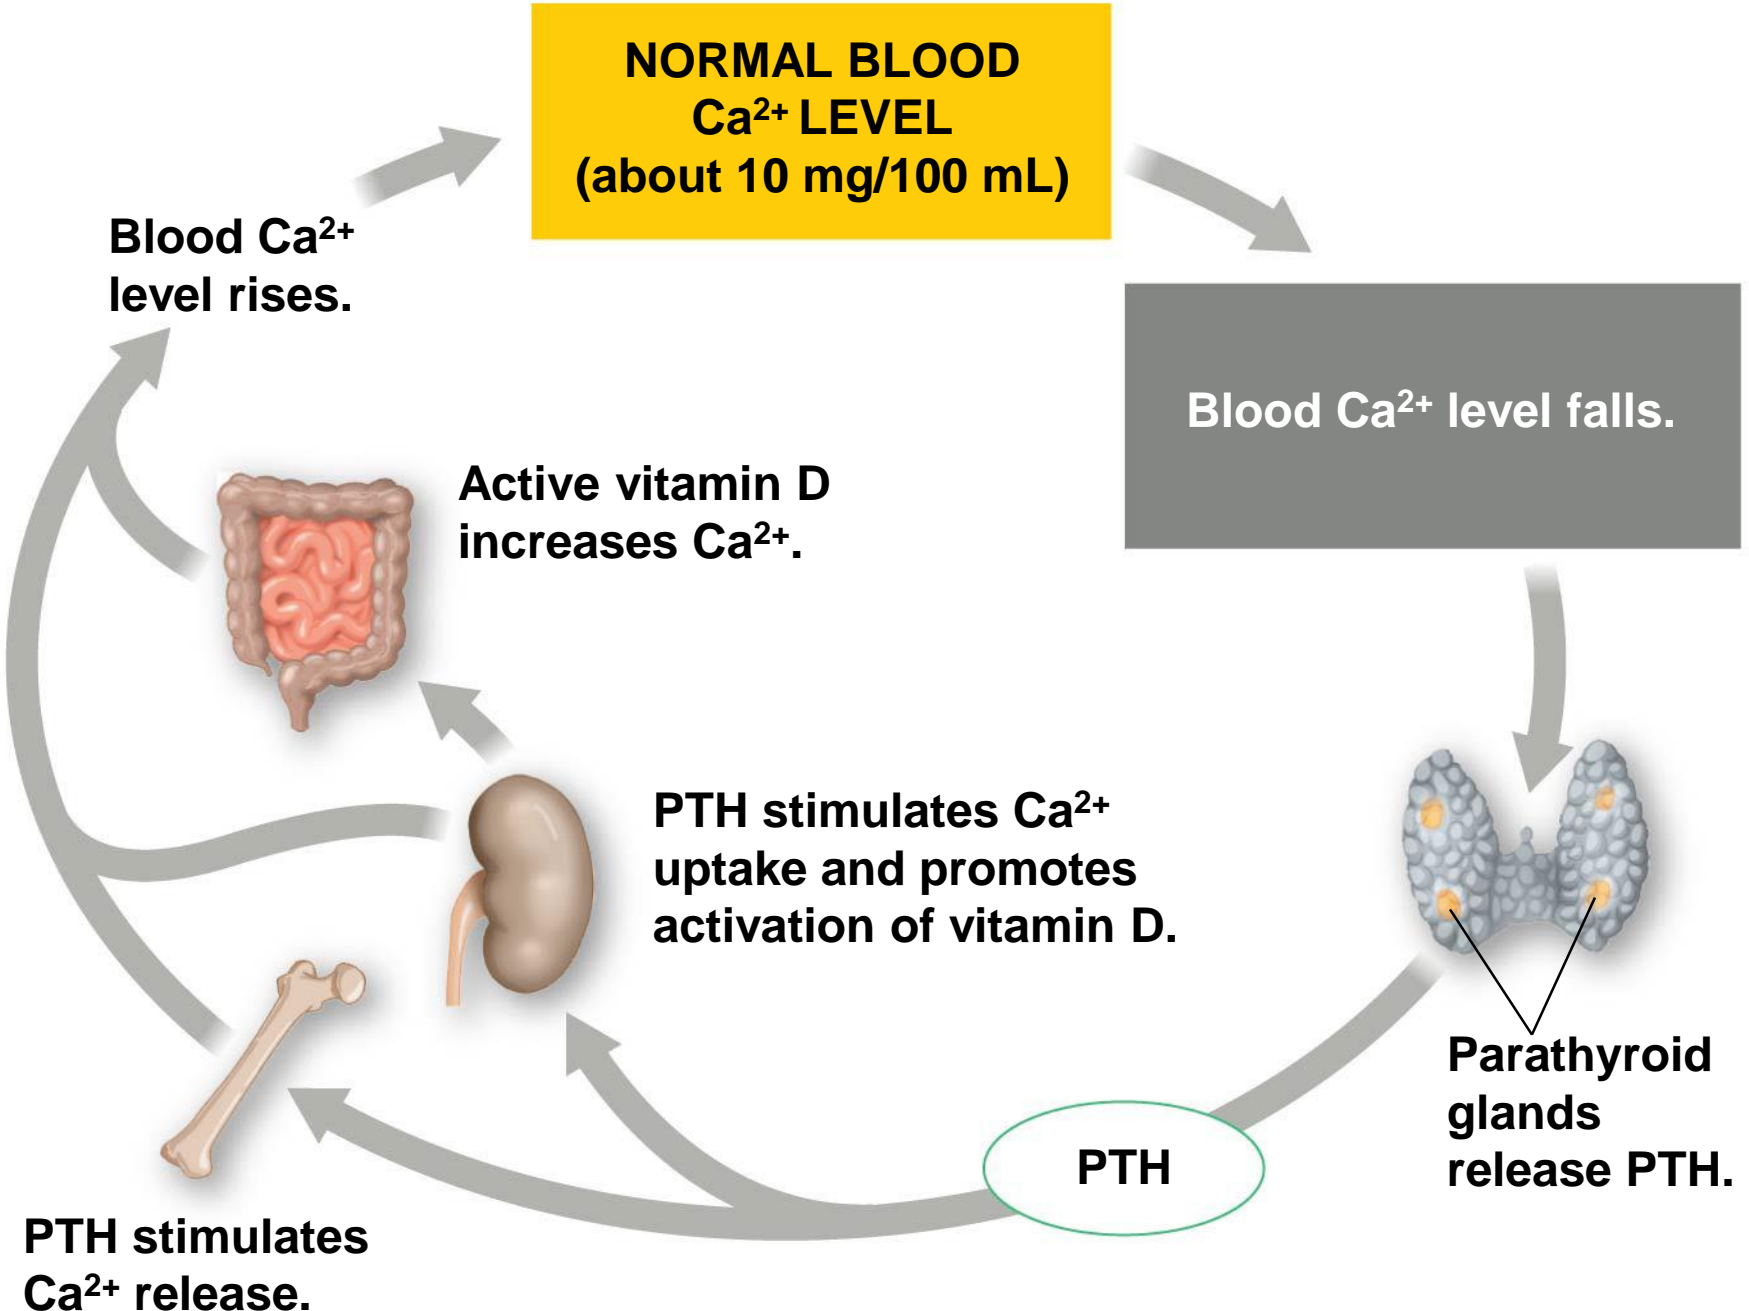 NORMAL BLOOD
Ca²⁺ LEVEL
(about 10 mg/100 mL)
Blood Ca²⁺
level rises.
Blood Ca²⁺ level falls.
Active vitamin D
increases Ca²⁺.
PTH stimulates Ca²⁺
uptake and promotes
activation of vitamin D.
Parathyroid
glands
release PTH.
PTH
PTH stimulates
Ca²⁺ release.